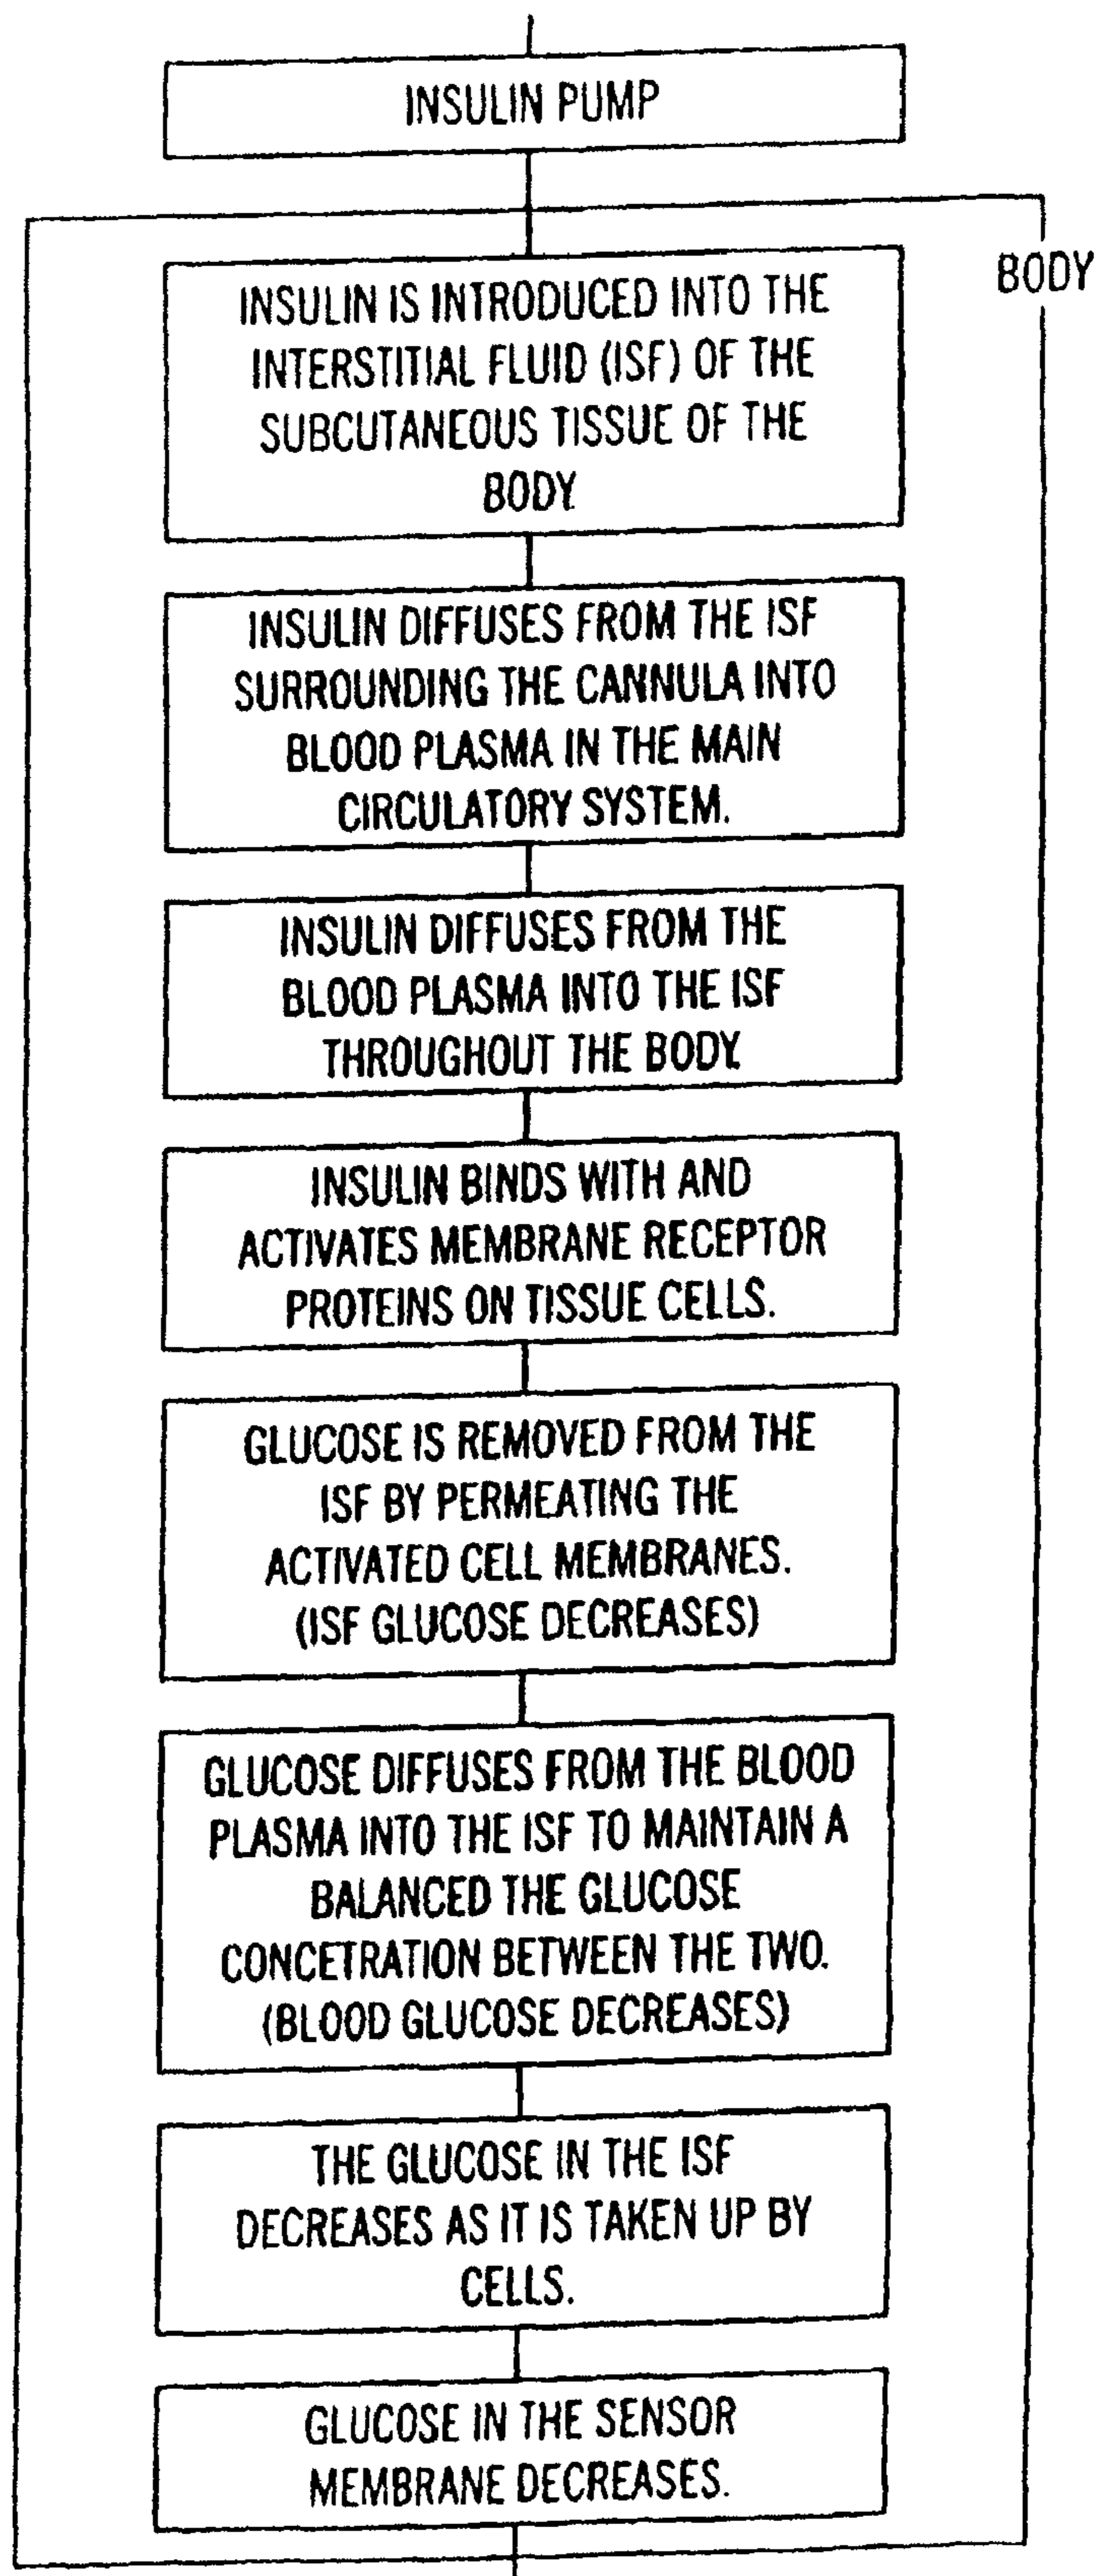 INSULIN PUMP
BODY
INSULIN IS INTRODUCED INTO THE
INTERSTITIAL FLUID (ISF) OF THE
SUBCUTANEOUS TISSUE OF THE
BODY.
INSULIN DIFFUSES FROM THE ISF
SURROUNDING THE CANNULA INTO
BLOOD PLASMA IN THE MAIN
CIRCULATORY SYSTEM.
INSULIN DIFFUSES FROM THE
BLOOD PLASMA INTO THE ISF
THROUGHOUT THE BODY.
INSULIN BINDS WITH AND
ACTIVATES MEMBRANE RECEPTOR
PROTEINS ON TISSUE CELLS.
GLUCOSE IS REMOVED FROM THE
ISF BY PERMEATING THE
ACTIVATED CELL MEMBRANES.
(ISF GLUCOSE DECREASES)
GLUCOSE DIFFUSES FROM THE BLOOD
PLASMA INTO THE ISF TO MAINTAIN A
BALANCED THE GLUCOSE
CONCETRATION BETWEEN THE TWO.
(BLOOD GLUCOSE DECREASES)
THE GLUCOSE IN THE ISF
DECREASES AS IT IS TAKEN UP BY
CELLS.
GLUCOSE IN THE SENSOR
MEMBRANE DECREASES.